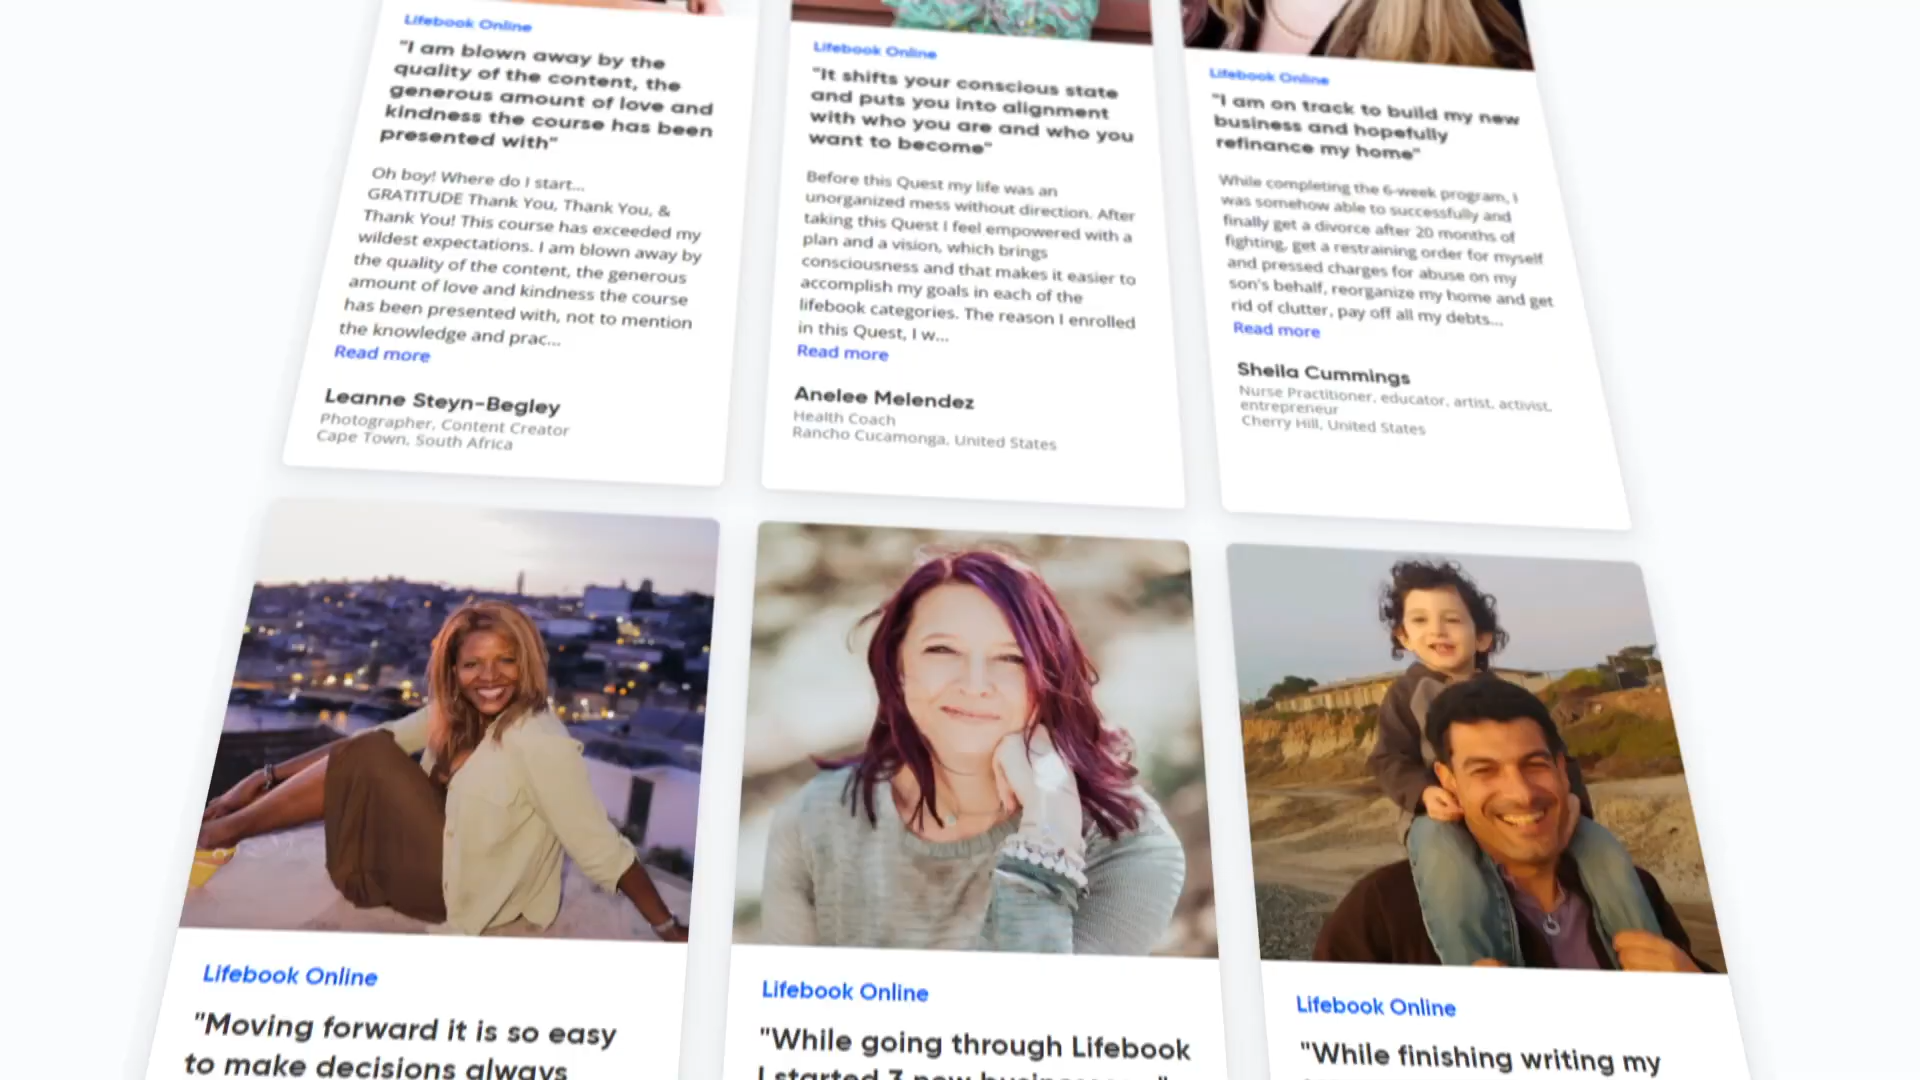 Lifebook Online
"I am blown away by the
quality of the content, the
generous amount of love and
kindness the course has been
presented with"
Oh boy! Where do I start...
GRATITUDE Thank You, Thank You, &
Thank You! This course has exceeded my
wildest expectations. I am blown away by
the quality of the content, the generous
amount of love and kindness the course
has been presented with, not to mention
the knowledge and prac...
Read more
Leanne Steyn-Begley
Photographer, Content Creator
Cape Town, South Africa
Lifebook Online
"It shifts your conscious state
and puts you into alignment
with who you are and who you
want to become"
Before this Quest my life was an
unorganized mess without direction. After
taking this Quest I feel empowered with a
plan and a vision, which brings
consciousness and that makes it easier to
accomplish my goals in each of the
lifebook categories. The reason I enrolled
in this Quest, I w...
Read more
Anelee Melendez
Health Coach
Rancho Cucamonga, United States
Lifebook Online
"I am on track to build my new
business and hopefully
refinance my home"
While completing the 6-week program, I
was somehow able to successfully and
finally get a divorce after 20 months of
fighting, get a restraining order for myself
and pressed charges for abuse on my
son's behalf, reorganize my home and get
rid of clutter, pay off all my debts...
Read more
Sheila Cummings
Nurse Practitioner, educator, artist, activist,
entrepreneur
Cherry Hill, United States
Lifebook Online
"Moving forward it is so easy
to make decisions always
Lifebook Online
"While going through Lifebook
I started 3 new
Lifebook Online
"While finishing writing my